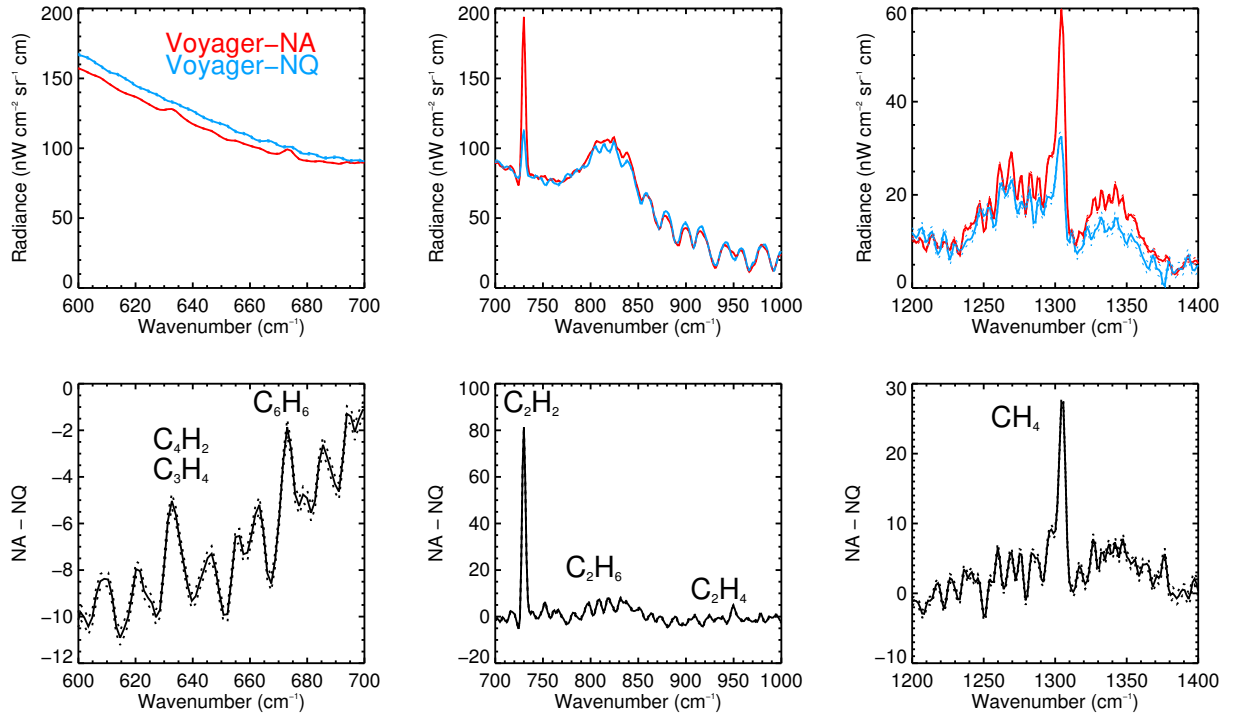 200
150
100
50
0
Radiance (nW cm⁻² sr⁻¹ cm)
Voyager−NA
Voyager−NQ
600 620 640 660 680 700
Wavenumber (cm⁻¹)
200
150
100
50
0
Radiance (nW cm⁻² sr⁻¹ cm)
700 750 800 850 900 950 1000
Wavenumber (cm⁻¹)
60
40
20
0
Radiance (nW cm⁻² sr⁻¹ cm)
1200 1250 1300 1350 1400
Wavenumber (cm⁻¹)
0
−2
−4
−6
−8
−10
−12
NA − NQ
C₆H₆
C₄H₂
C₃H₄
600 620 640 660 680 700
Wavenumber (cm⁻¹)
100
80
60
40
20
0
−20
NA − NQ
C₂H₂
C₂H₆
C₂H₄
700 750 800 850 900 950 1000
Wavenumber (cm⁻¹)
30
20
10
0
−10
NA − NQ
CH₄
1200 1250 1300 1350 1400
Wavenumber (cm⁻¹)